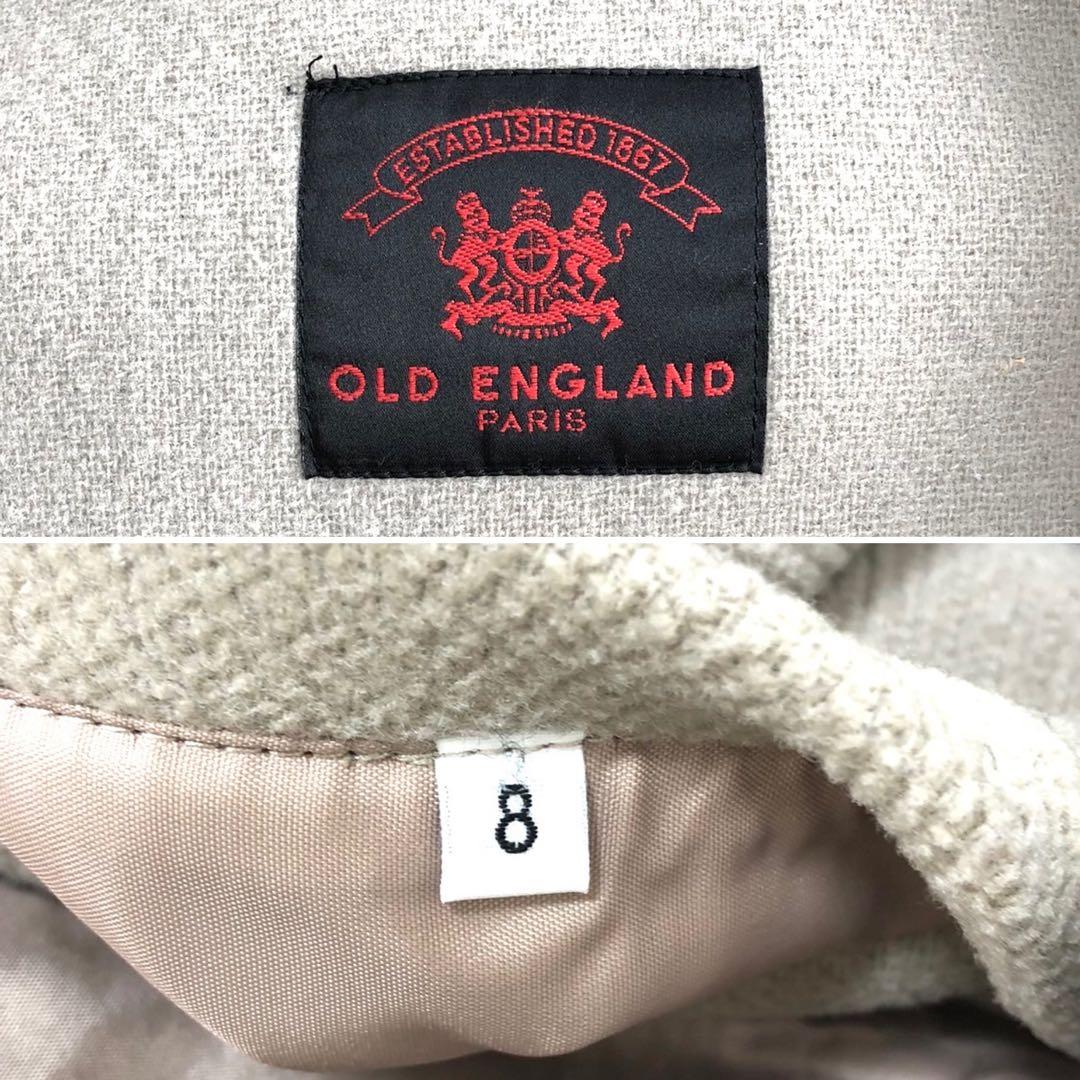 ESTABLISHED 1867
OLD ENGLAND
PARIS
8